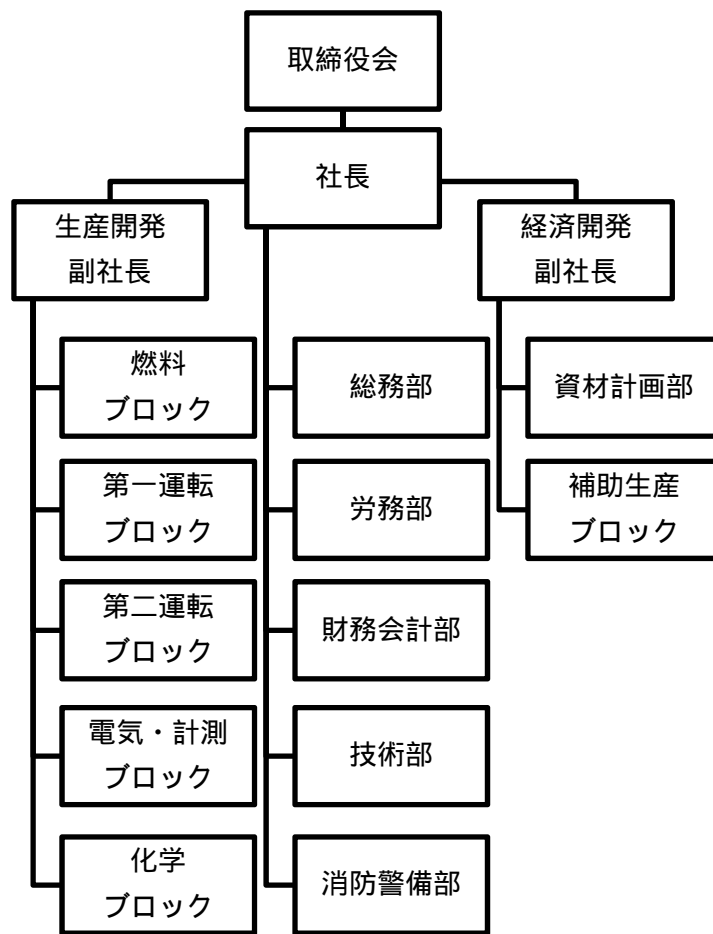 取締役会
社長
生産開発
副社長
経済開発
副社長
燃料
ブロック
総務部
資材計画部
第一運転
ブロック
労務部
補助生産
ブロック
第二運転
ブロック
財務会計部
電気・計測
ブロック
技術部
化学
ブロック
消防警備部